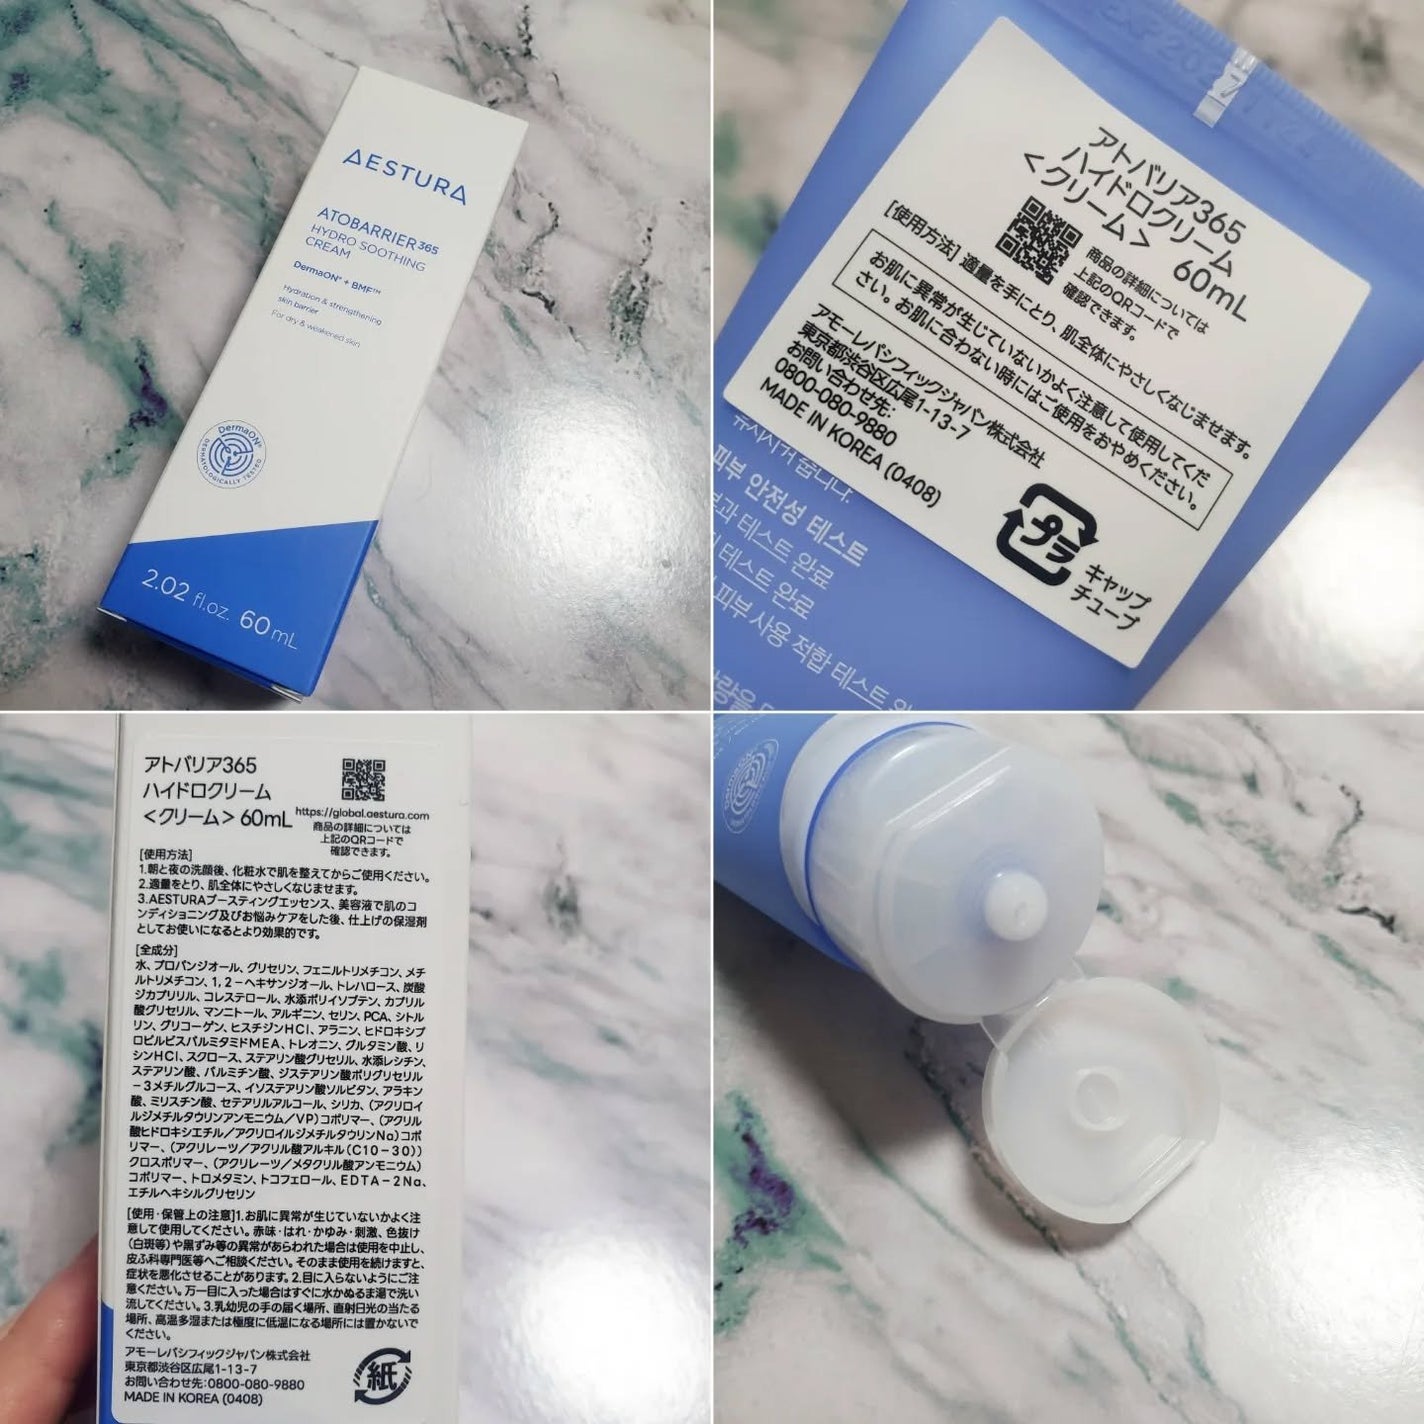 AESTURA
ATOBARRIER365
HYDRO SOOTHING
CREAM
DermaON® + BMF™
Hydration & strengthening
skin barrier
For dry & weakened skin
DermaON®
DERMATOLOGICALLY TESTED
2.02 fl.oz. 60 mL
アトバリア365
ハイドロクリーム
<クリーム> 60mL
商品の詳細については
上記のQRコードで
確認できます。
[使用方法] 適量を手にとり、肌全体にやさしくなじませます。
お肌に異常が生じていないかよく注意して使用してくだ
さい。お肌に合わない時にはご使用をおやめください。
アモーレパシフィックジャパン株式会社
東京都渋谷区広尾1-13-7
お問い合わせ先:
0800-080-9880
MADE IN KOREA (0408)
プラ
キャップ
チューブ
피부 안전성 테스트
테스트 완료
테스트 완료
피부 사용 적합 테스트
アトバリア365
ハイドロクリーム
<クリーム> 60mL
https://global.aestura.com
商品の詳細については
上記のQRコードで
確認できます。
[使用方法]
1.朝と夜の洗顔後、化粧水で肌を整えてからご使用ください。
2.適量をとり、肌全体にやさしくなじませます。
3.AESTURAブースティングエッセンス、美容液で肌のコ
ンディショニング及びお悩みケアをした後、仕上げの保湿剤
としてお使いになるとより効果的です。
[全成分]
水、プロパンジオール、グリセリン、フェニルトリメチコン、メチ
ルトリメチコン、1,2-ヘキサンジオール、トレハロース、炭酸
ジカプリリル、コレステロール、水添ポリイソブテン、カプリル
酸グリセリル、マンニトール、アルギニン、セリン、PCA、シトル
リン、グリコーゲン、ヒスチジンHCl、アラニン、ヒドロキシプ
ロピルビスパルミタミドMEA、トレオニン、グルタミン酸、リ
シンHCl、スクロース、ステアリン酸グリセリル、水添レシチン、
ステアリン酸、パルミチン酸、ジステアリン酸ポリグリセリル
-3メチルグルコース、イソステアリン酸ソルビタン、アラキン
酸、ミリスチン酸、セテアリルアルコール、シリカ、(アクリロイ
ルジメチルタウリンアンモニウム/VP)コポリマー、(アクリル
酸ヒドロキシエチル/アクリロイルジメチルタウリンNa)コポ
リマー、(アクリレーツ/アクリル酸アルキル(C10-30))
クロスポリマー、(アクリレーツ/メタクリル酸アンモニウム)
コポリマー、トロメタミン、トコフェロール、EDTA-2Na、
エチルヘキシルグリセリン
[使用・保管上の注意]1.お肌に異常が生じていないかよく注
意して使用してください。赤味・はれ・かゆみ・刺激、色抜け
(白斑等)や黒ずみ等の異常があらわれた場合は使用を中止し、
皮ふ科専門医等へご相談ください。そのまま使用を続けますと、
症状を悪化させることがあります。2.目に入らないようにご注
意ください。万一目に入った場合はすぐに水かぬるま湯で洗い
流してください。3.乳幼児の手の届く場所、直射日光の当たる
場所、高温多湿または極度に低温になる場所には置かないで
ください。
アモーレパシフィックジャパン株式会社
東京都渋谷区広尾1-13-7
お問い合わせ先:0800-080-9880
MADE IN KOREA (0408)
紙